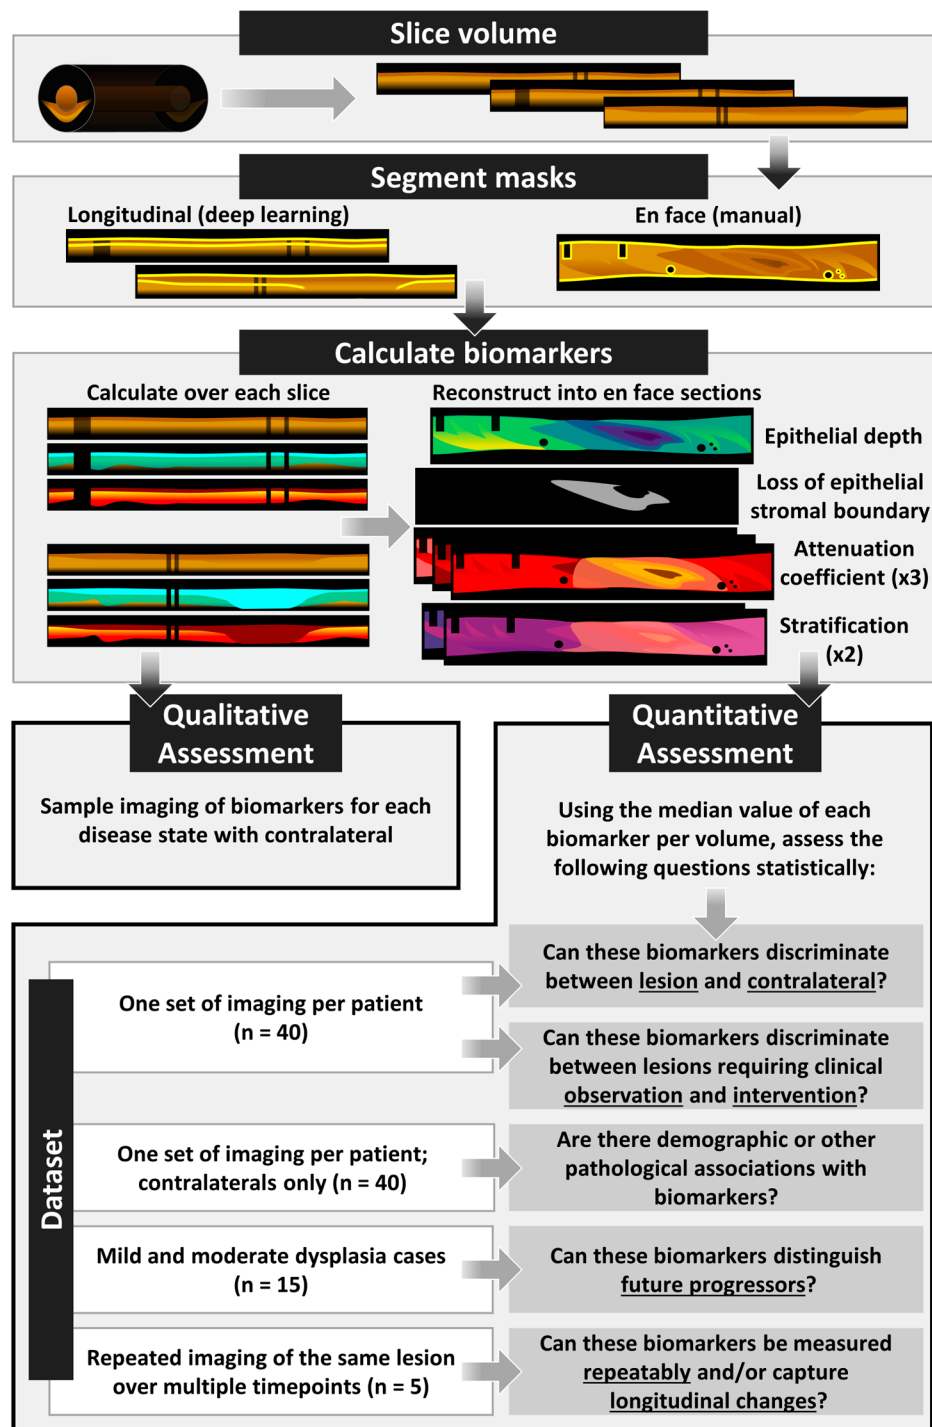 Slice volume
Segment masks
Longitudinal (deep learning)
En face (manual)
Calculate biomarkers
Calculate over each slice
Reconstruct into en face sections
Epithelial depth
Loss of epithelial
stromal boundary
Attenuation
coefficient (x3)
Stratification
(x2)
Qualitative
Assessment
Sample imaging of biomarkers for each
disease state with contralateral
Quantitative
Assessment
Using the median value of each
biomarker per volume, assess the
following questions statistically:
Dataset
One set of imaging per patient
(n = 40)
Can these biomarkers discriminate
between lesion and contralateral?
Can these biomarkers discriminate
between lesions requiring clinical
observation and intervention?
One set of imaging per patient;
contralaterals only (n = 40)
Are there demographic or other
pathological associations with
biomarkers?
Mild and moderate dysplasia cases
(n = 15)
Can these biomarkers distinguish
future progressors?
Repeated imaging of the same lesion
over multiple timepoints (n = 5)
Can these biomarkers be measured
repeatably and/or capture
longitudinal changes?